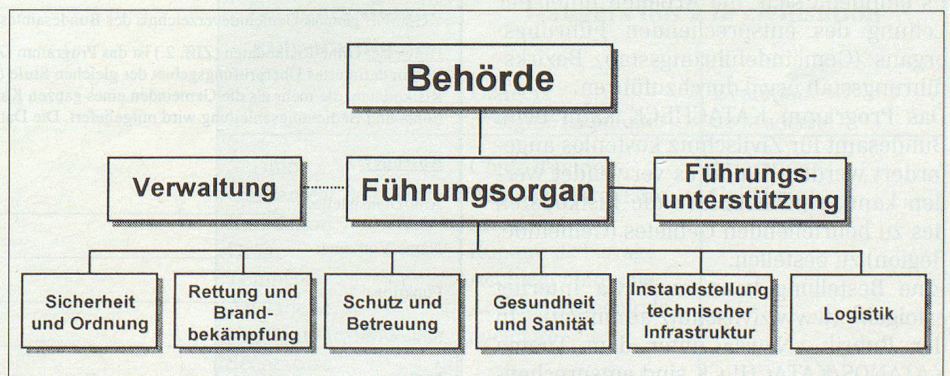 Behörde
Verwaltung
Führungsorgan
Führungs-
unterstützung
Sicherheit
und Ordnung
Rettung und
Brand-
bekämpfung
Schutz und
Betreuung
Gesundheit
und Sanität
Instandstellung
technischer
Infrastruktur
Logistik